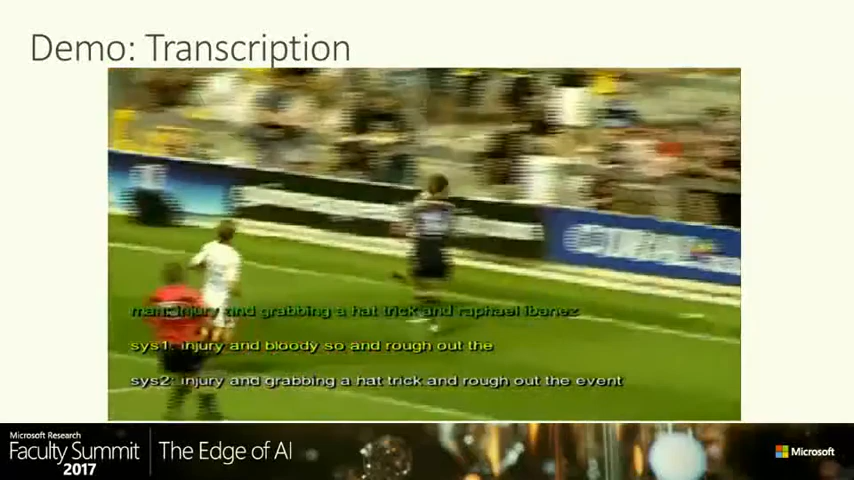 Demo: Transcription
man: injury and grabbing a hat trick and raphael ibanez
sys1: injury and bloody so and rough out the
sys2: injury and grabbing a hat trick and rough out the event
Microsoft Research
Faculty Summit
2017
The Edge of AI
Microsoft